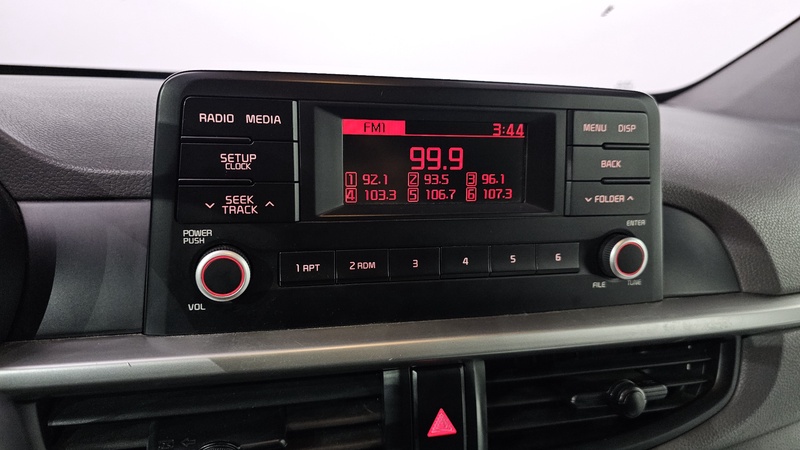 RADIO MEDIA
SETUP
CLOCK
SEEK
TRACK
FM1 3:44
99.9
1 92.1 2 93.5 3 96.1
4 103.3 5 106.7 6 107.3
MENU DISP
BACK
FOLDER
POWER
PUSH
VOL
1 RPT 2 RDM 3 4 5 6
ENTER
FILE TUNE